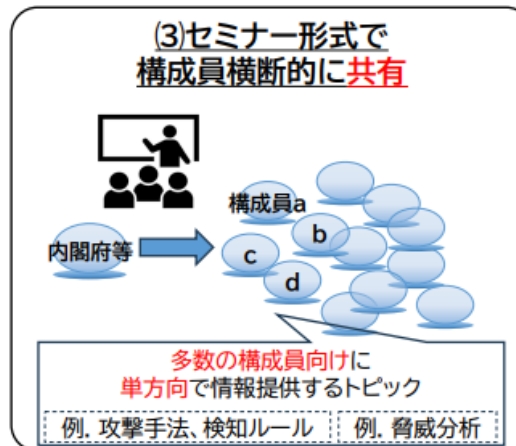 ⑶セミナー形式で
構成員横断的に共有
構成員a
内閣府等
b
c
d
多数の構成員向けに
単方向で情報提供するトピック
例. 攻撃手法、検知ルール
例. 脅威分析